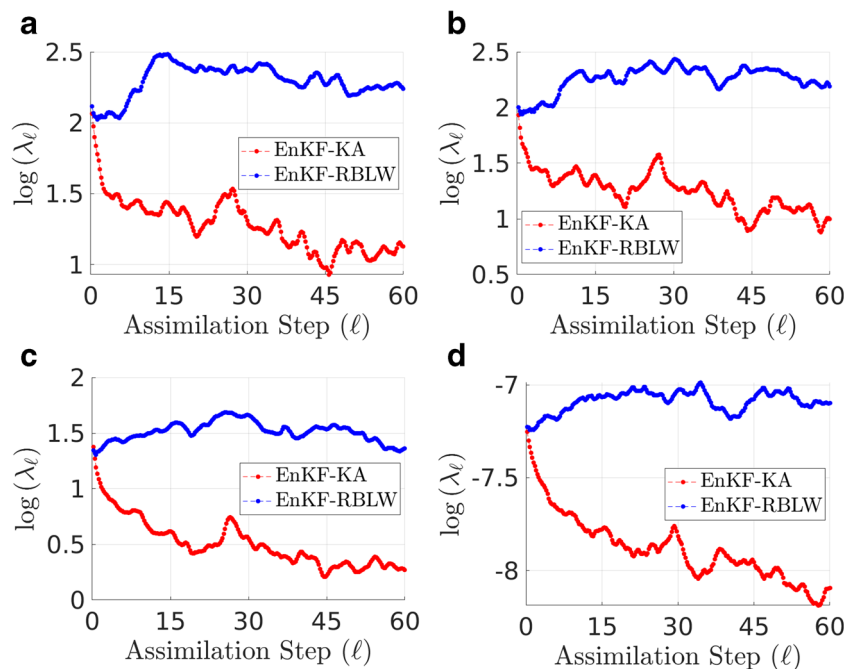 a
2.5
2
1.5
1
log (λℓ)
EnKF-KA
EnKF-RBLW
0 15 30 45 60
Assimilation Step (ℓ)
b
2.5
2
1.5
1
0.5
log (λℓ)
EnKF-KA
EnKF-RBLW
0 15 30 45 60
Assimilation Step (ℓ)
c
2
1.5
1
0.5
0
log (λℓ)
EnKF-KA
EnKF-RBLW
0 15 30 45 60
Assimilation Step (ℓ)
d
-7
-7.5
-8
log (λℓ)
EnKF-KA
EnKF-RBLW
0 15 30 45 60
Assimilation Step (ℓ)